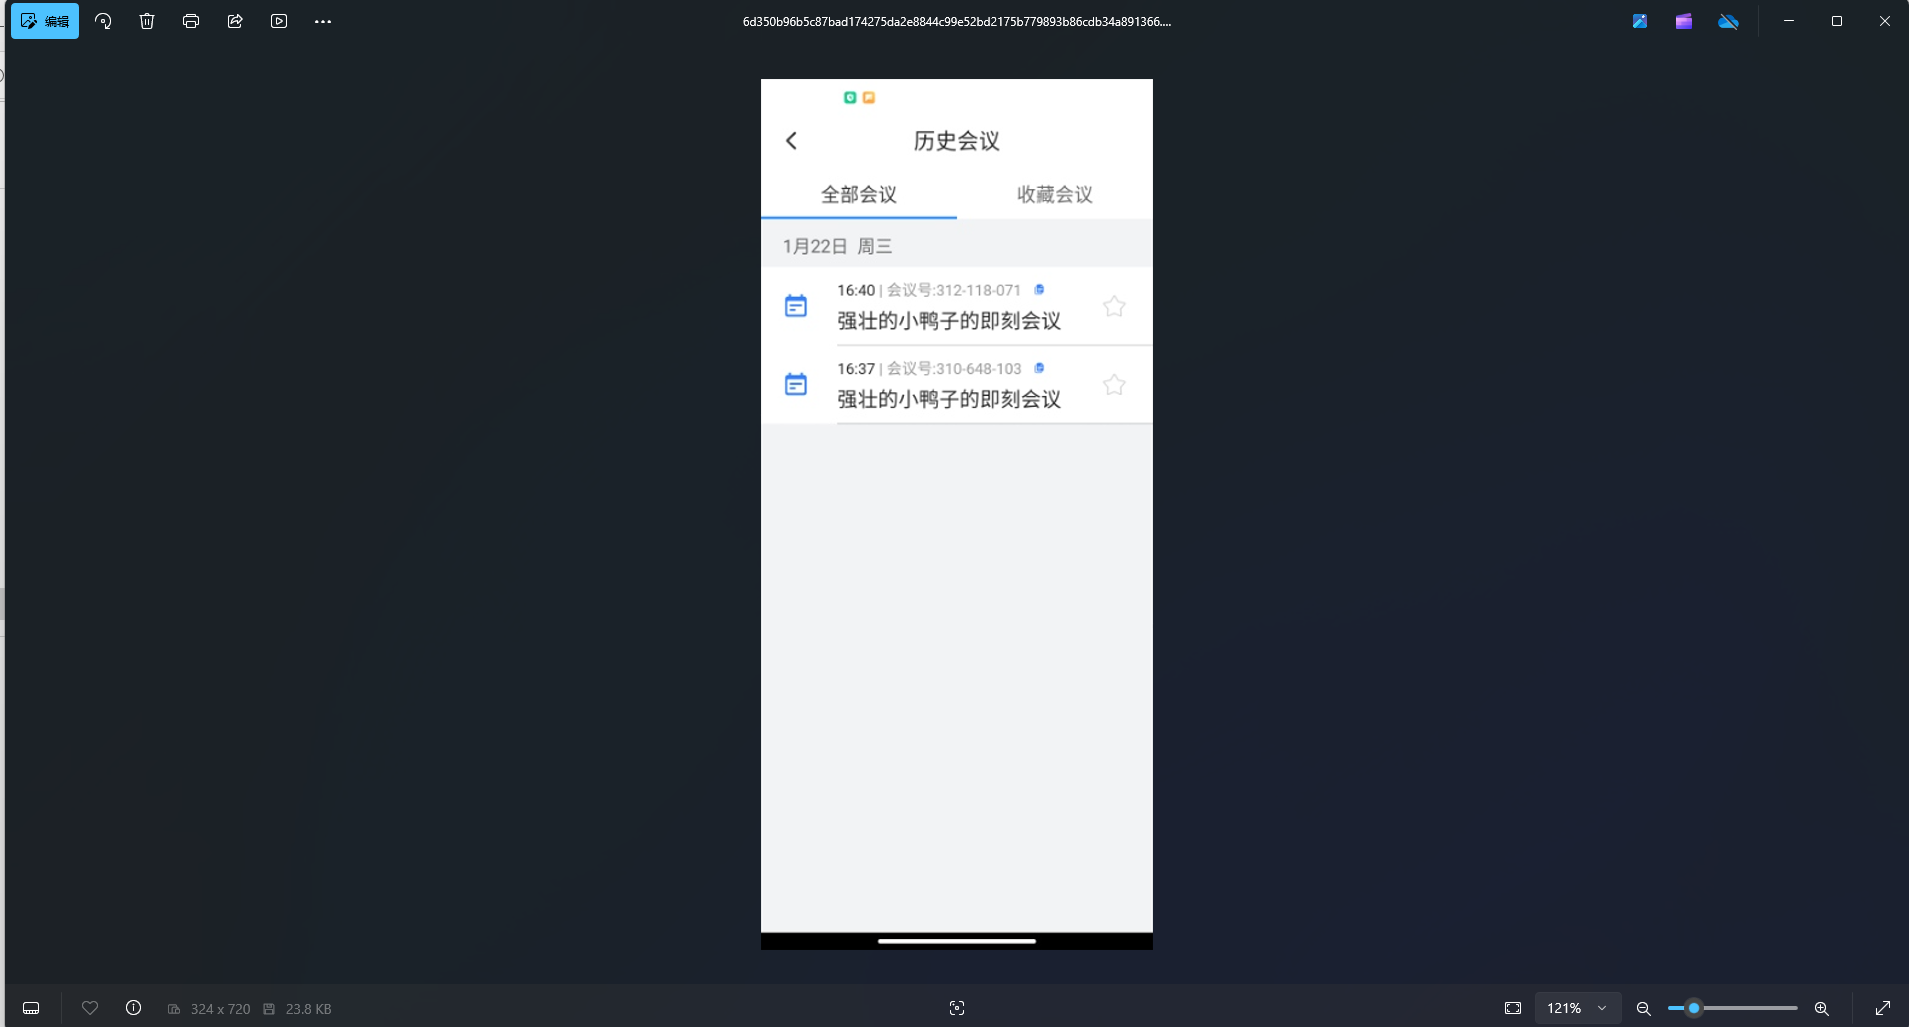 编辑
6d350b96b5c87bad174275da2e8844c99e52bd2175b779893b86cdb34a891366....
历史会议
全部会议 收藏会议
1月22日 周三
16:40 | 会议号:312-118-071
强壮的小鸭子的即刻会议
16:37 | 会议号:310-648-103
强壮的小鸭子的即刻会议
324 x 720 23.8 KB 121%